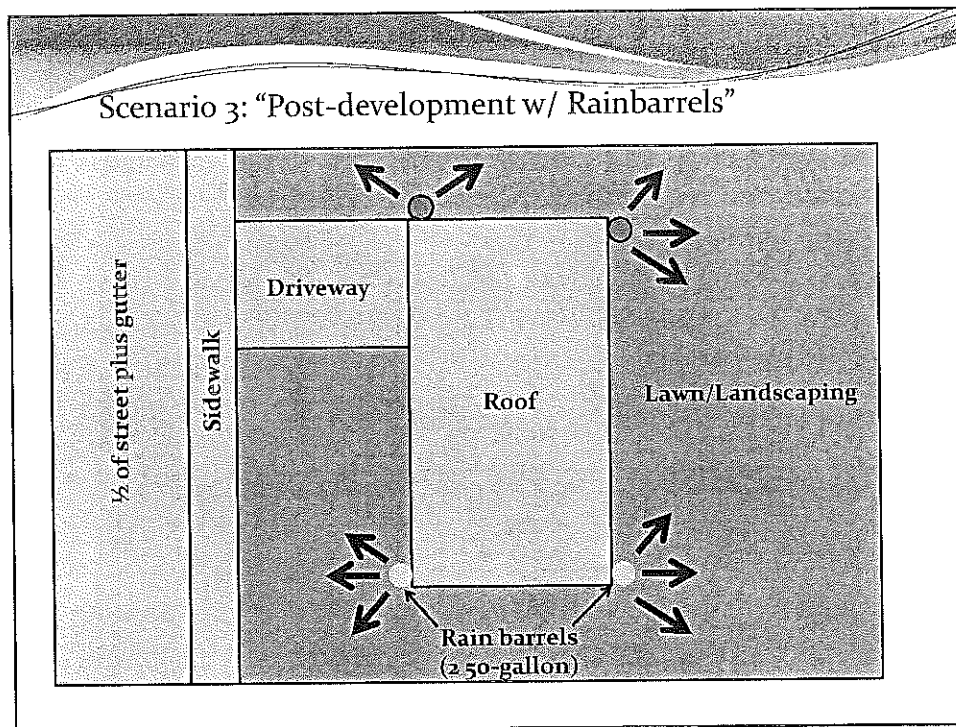 Scenario 3: “Post-development w/ Rainbarrels”
½ of street plus gutter
Sidewalk
Driveway
Roof
Lawn/Landscaping
Rain barrels
(2 50-gallon)